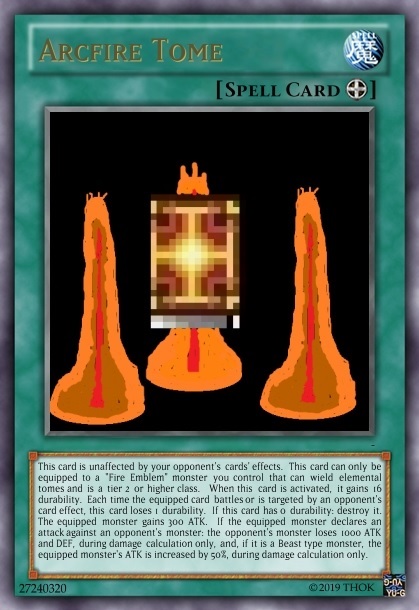 Arcfire Tome
魔
[Spell Card]
This card is unaffected by your opponent's cards' effects. This card can only be
equipped to a "Fire Emblem" monster you control that can wield elemental
tomes and is a tier 2 or higher class. When this card is activated, it gains 16
durability. Each time the equipped card battles or is targeted by an opponent's
card effect, this card loses 1 durability. If this card has 0 durability: destroy it.
The equipped monster gains 300 ATK. If the equipped monster declares an
attack against an opponent's monster: the opponent's monster loses 1000 ATK
and DEF, during damage calculation only, and, if it is a Beast type monster, the
equipped monster's ATK is increased by 50%, during damage calculation only.
27240320
©2019 THOK